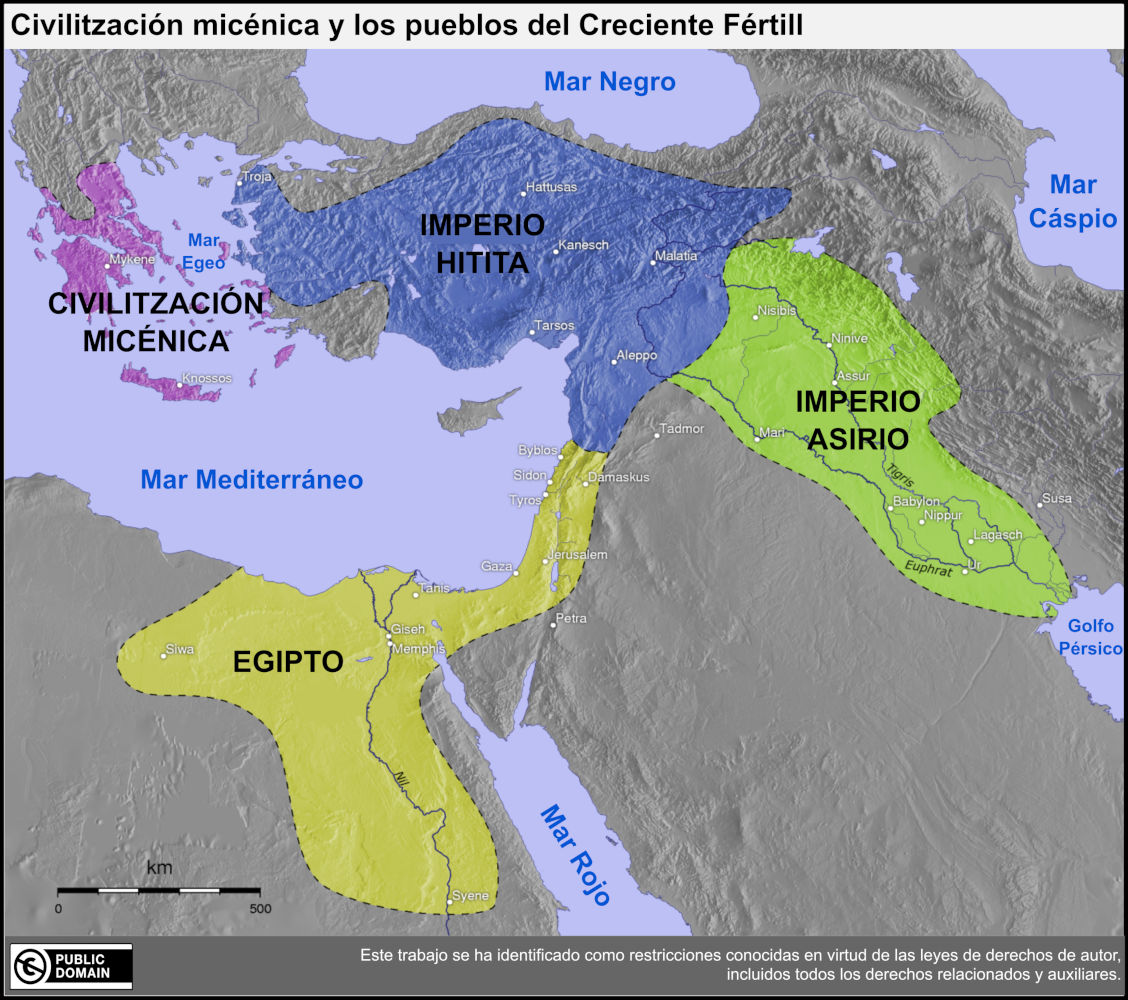 Civilitzación micénica y los pueblos del Creciente Fértill
Mar Negro
Mar
Cáspio
Troja
Hattusas
IMPERIO
HITITA
Kanesch
Malatia
Mar
Egeo
Mykene
CIVILITZACIÓN
MICÉNICA
Nisibis
Ninive
Tarsos
Aleppo
Assur
Knossos
IMPERIO
ASIRIO
Tadmor
Mari
Byblos
Mar Mediterráneo
Sidon
Damaskus
Tyros
Tigris
Susa
Babylon
Nippur
Lagasch
Jerusalem
Gaza
Euphrat
Ur
Tanis
Petra
Giseh
Memphis
Siwa
EGIPTO
Golfo
Pérsico
Nil
Mar Rojo
km
0
500
Syene
PUBLIC
DOMAIN
Este trabajo se ha identificado como restricciones conocidas en virtud de las leyes de derechos de autor,
incluidos todos los derechos relacionados y auxiliares.